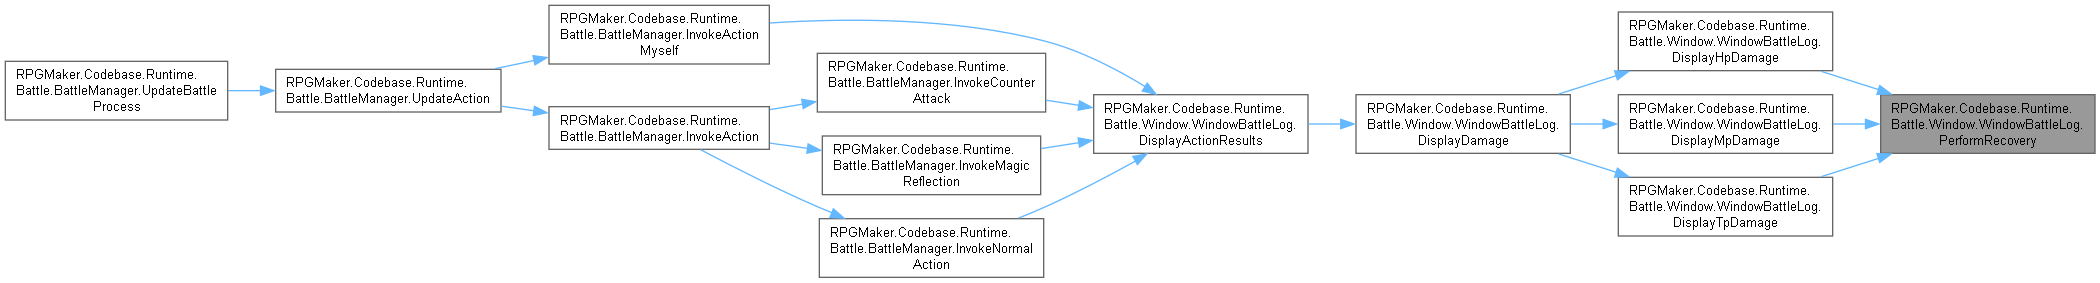 RPGMaker.Codebase.Runtime.
Battle.BattleManager.UpdateBattle
Process
RPGMaker.Codebase.Runtime.
Battle.BattleManager.UpdateAction
RPGMaker.Codebase.Runtime.
Battle.BattleManager.InvokeAction
Myself
RPGMaker.Codebase.Runtime.
Battle.BattleManager.InvokeAction
RPGMaker.Codebase.Runtime.
Battle.BattleManager.InvokeCounter
Attack
RPGMaker.Codebase.Runtime.
Battle.BattleManager.InvokeMagic
Reflection
RPGMaker.Codebase.Runtime.
Battle.BattleManager.InvokeNormal
Action
RPGMaker.Codebase.Runtime.
Battle.Window.WindowBattleLog.
DisplayActionResults
RPGMaker.Codebase.Runtime.
Battle.Window.WindowBattleLog.
DisplayDamage
RPGMaker.Codebase.Runtime.
Battle.Window.WindowBattleLog.
DisplayHpDamage
RPGMaker.Codebase.Runtime.
Battle.Window.WindowBattleLog.
DisplayMpDamage
RPGMaker.Codebase.Runtime.
Battle.Window.WindowBattleLog.
DisplayTpDamage
RPGMaker.Codebase.Runtime.
Battle.Window.WindowBattleLog.
PerformRecovery